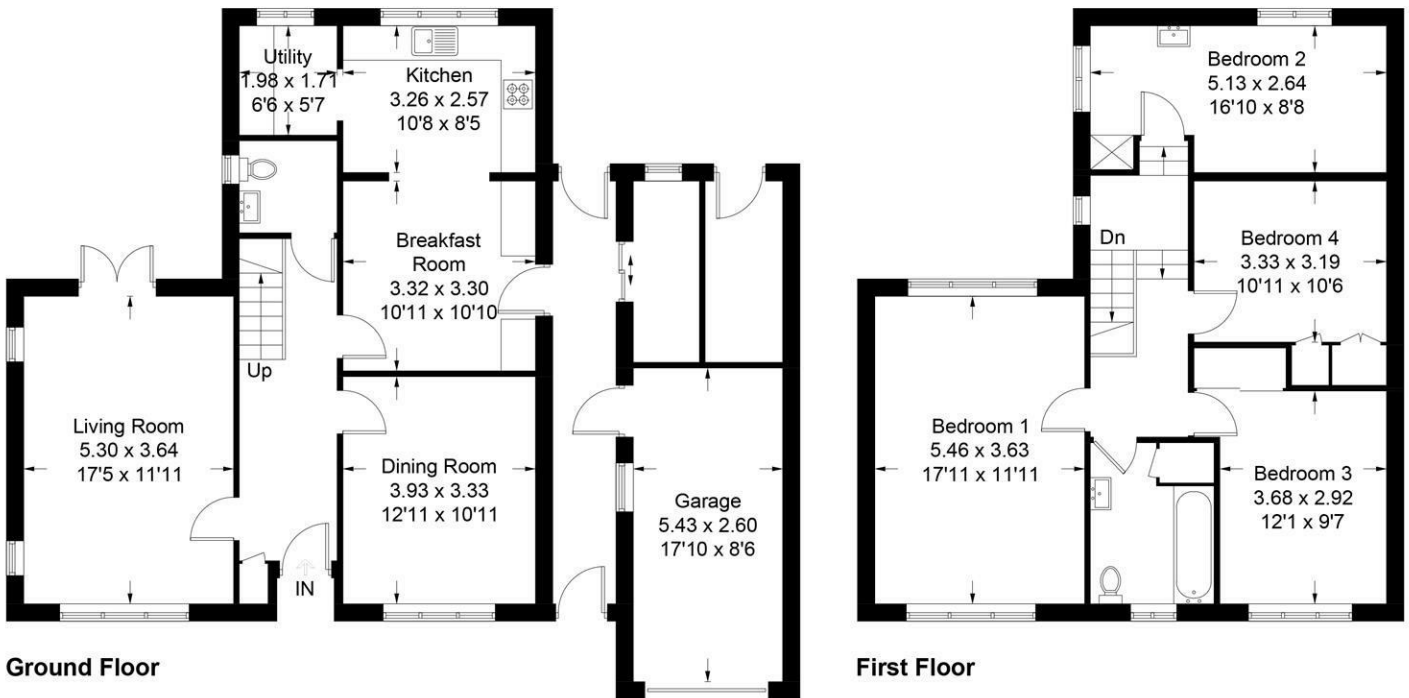 Utility
1.98 x 1.71
6'6 x 5'7
Kitchen
3.26 x 2.57
10'8 x 8'5
Breakfast
Room
3.32 x 3.30
10'11 x 10'10
Up
Living Room
5.30 x 3.64
17'5 x 11'11
Dining Room
3.93 x 3.33
12'11 x 10'11
Garage
5.43 x 2.60
17'10 x 8'6
IN
Ground Floor
Bedroom 2
5.13 x 2.64
16'10 x 8'8
Dn
Bedroom 4
3.33 x 3.19
10'11 x 10'6
Bedroom 1
5.46 x 3.63
17'11 x 11'11
Bedroom 3
3.68 x 2.92
12'1 x 9'7
First Floor